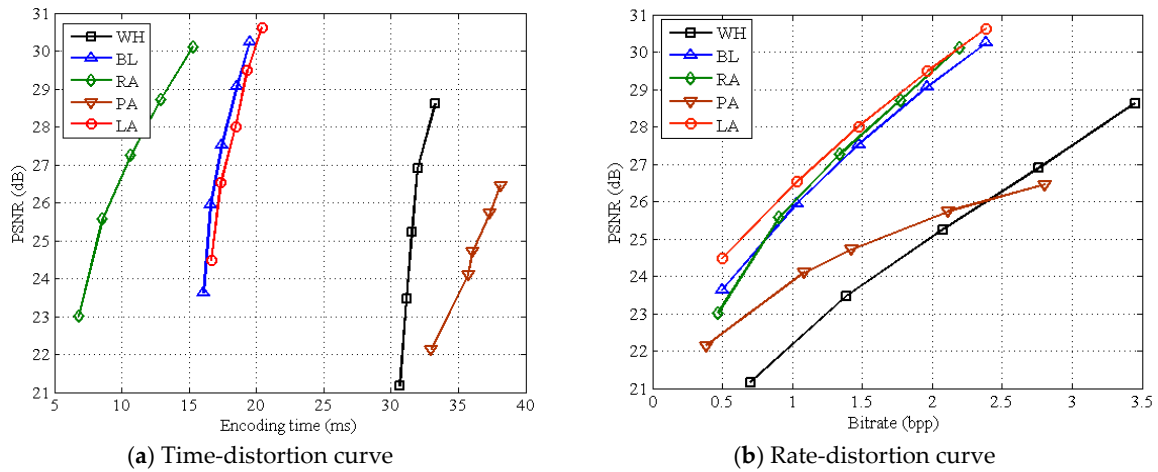 31
30
29
28
27
26
25
24
23
22
21
PSNR (dB)
WH
BL
RA
PA
LA
5 10 15 20 25 30 35 40
Encoding time (ms)
(a) Time-distortion curve
31
30
29
28
27
26
25
24
23
22
21
PSNR (dB)
WH
BL
RA
PA
LA
0 0.5 1 1.5 2 2.5 3 3.5
Bitrate (bpp)
(b) Rate-distortion curve